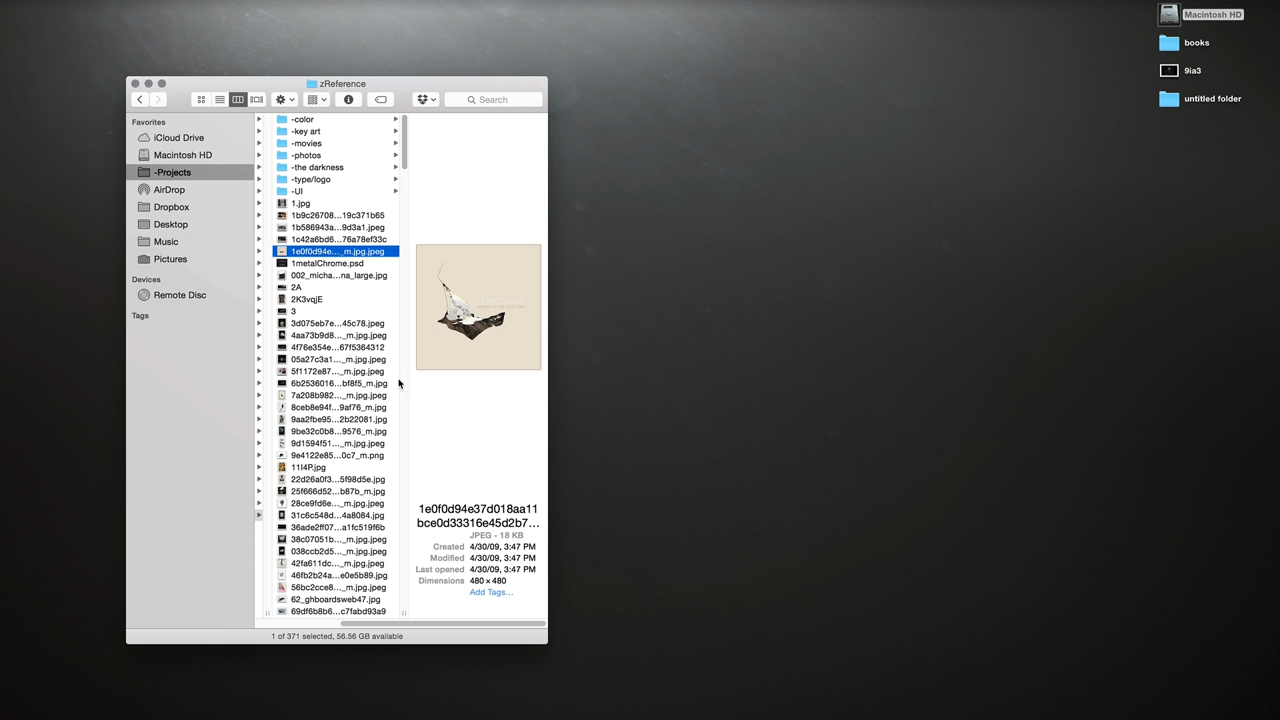 Macintosh HD
books
9ia3
untitled folder
zReference
Search
Favorites
iCloud Drive
Macintosh HD
-Projects
AirDrop
Dropbox
Desktop
Music
Pictures
Devices
Remote Disc
Tags
-color
-key art
-movies
-photos
-the darkness
-type/logo
-UI
1.jpg
1b9c26708...19c371b65
1b586943a...9d3a1.jpeg
1c42a6bd6...76a78ef33c
1e0f0d94e..._m.jpg.jpeg
1metalChrome.psd
002_micha...na_large.jpg
2A
2K3vqjE
3
3d075eb7e...45c78.jpeg
4aa73b9d8..._m.jpg.jpeg
4f76e354e...67f5364312
05a27c3a1..._m.jpg.jpeg
5f1172e87..._m.jpg.jpeg
6b2536016...bf8f5_m.jpg
7a208b982..._m.jpg.jpeg
8ceb8e94f...9af76_m.jpg
9aa2fbe95...2b22081.jpg
9be32c0b8...9576_m.jpg
9d1594f51..._m.jpg.jpeg
9e4122e85...0c7_m.png
11I4P.jpg
22d26a0f3...5f98d5e.jpg
25f666d52...b87b_m.jpg
28ce9fd6e..._m.jpg.jpeg
31c6c548d...4a8084.jpg
36ade2ff07...a1fc519f6b
38c07051b..._m.jpg.jpeg
038ccb2d5..._m.jpg.jpeg
42fa611dc..._m.jpg.jpeg
46fb2b24a...e0e5b89.jpg
56bc2cce8..._m.jpg.jpeg
62_ghboardsweb47.jpg
69df6b8b6...c7fabd93a9
1e0f0d94e37d018aa11
bce0d33316e45d2b7...
JPEG - 18 KB
Created 4/30/09, 3:47 PM
Modified 4/30/09, 3:47 PM
Last opened 4/30/09, 3:47 PM
Dimensions 480 × 480
Add Tags...
1 of 371 selected, 56.56 GB available